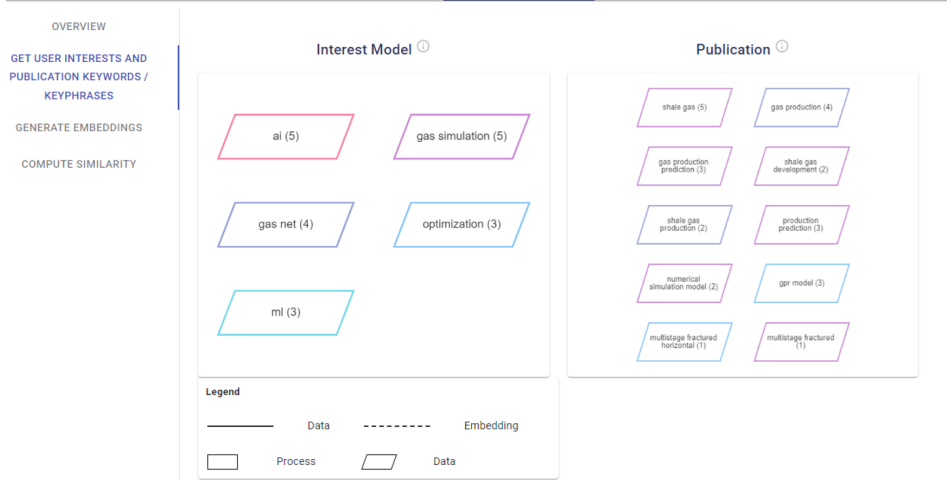 OVERVIEW
GET USER INTERESTS AND
PUBLICATION KEYWORDS /
KEYPHRASES
GENERATE EMBEDDINGS
COMPUTE SIMILARITY
Interest Model
ai (5)
gas simulation (5)
gas net (4)
optimization (3)
ml (3)
Publication
shale gas (5)
gas production (4)
gas production
prediction (3)
shale gas
development (2)
shale gas
production (2)
production
prediction (3)
numerical
simulation model (2)
gpr model (3)
multistage fractured
horizontal (1)
multistage fractured
(1)
Legend
Data
Embedding
Process
Data